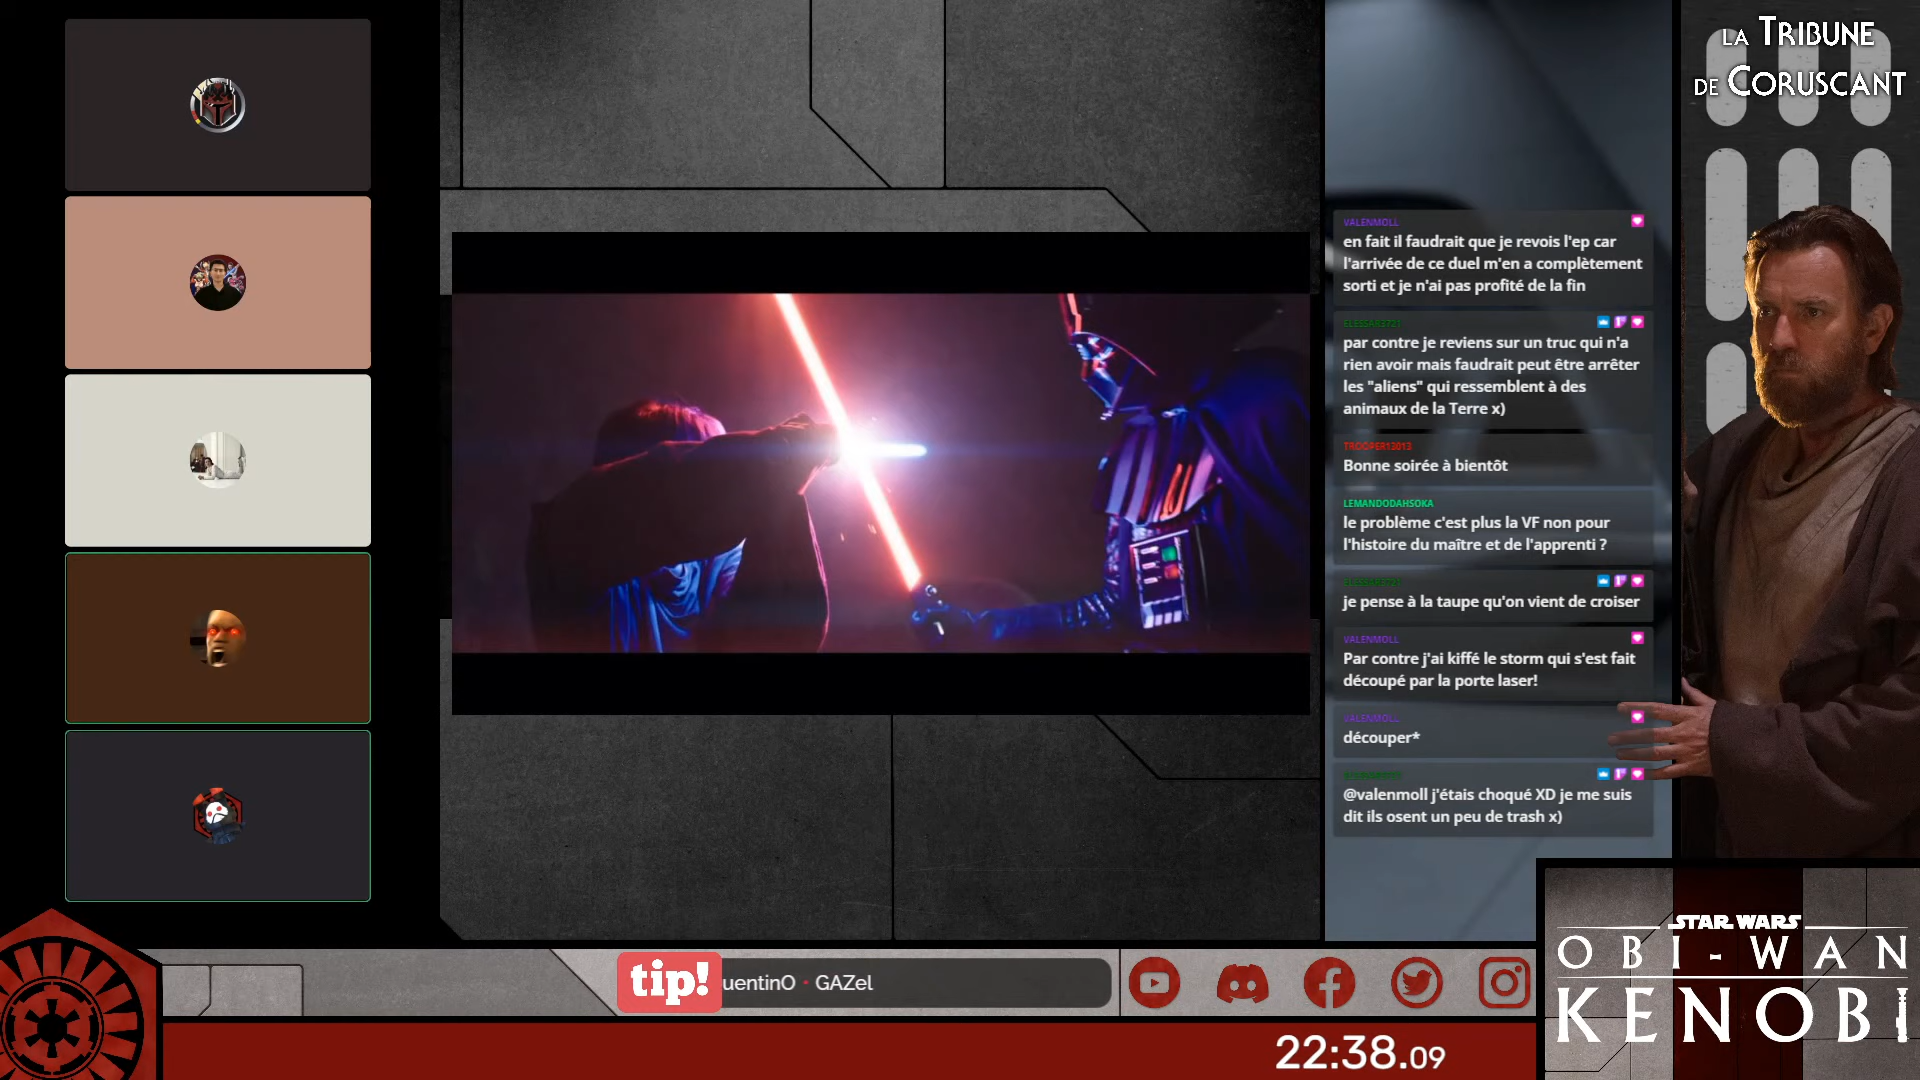 LA TRIBUNE
DE CORUSCANT
VALENMOLL
en fait il faudrait que je revois l'ep car
l'arrivée de ce duel m'en a complètement
sorti et je n'ai pas profité de la fin
ELESSAR3721
par contre je reviens sur un truc qui n'a
rien avoir mais faudrait peut être arrêter
les "aliens" qui ressemblent à des
animaux de la Terre x)
TROOPER13013
Bonne soirée à bientôt
LEMANDODAHSOKA
le problème c'est plus la VF non pour
l'histoire du maître et de l'apprenti ?
je pense à la taupe qu'on vient de croiser
VALENMOLL
Par contre j'ai kiffé le storm qui s'est fait
découpé par la porte laser!
VALENMOLL
découper*
@valenmoll j'étais choqué XD je me suis
dit ils osent un peu de trash x)
tip! uentinO • GAZel
STAR WARS
OBI-WAN
KENOBI
22:38.09